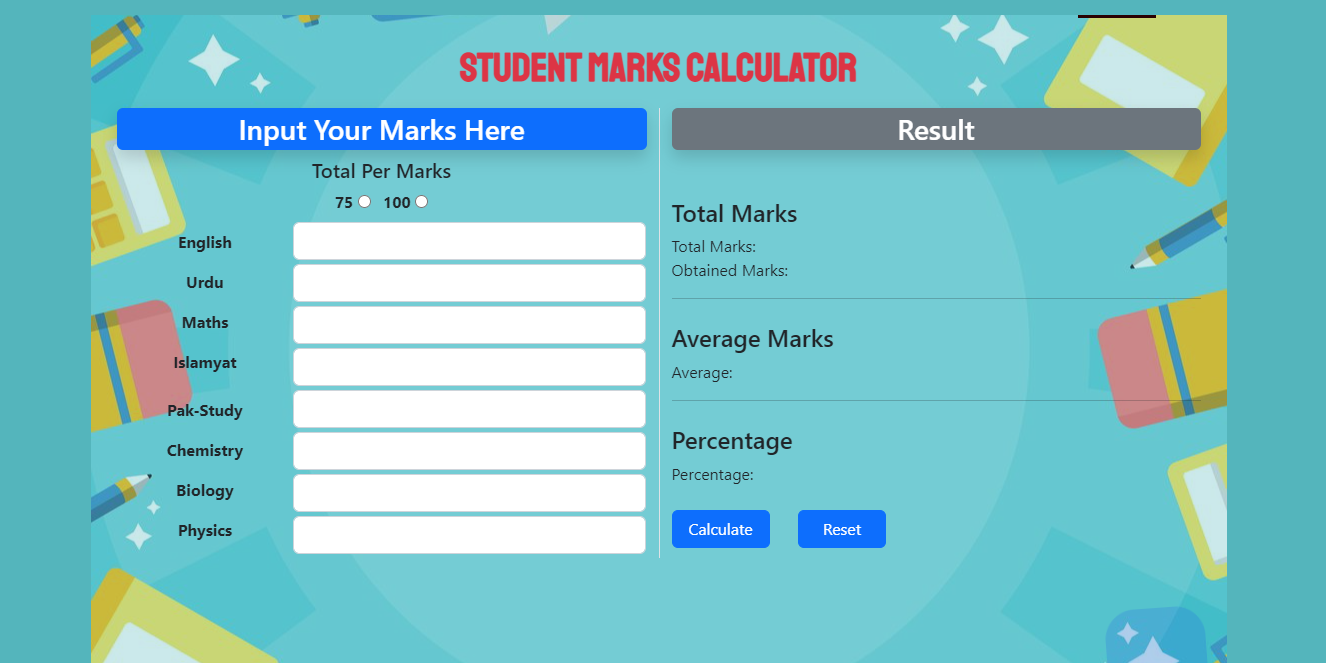 STUDENT MARKS CALCULATOR
Input Your Marks Here
Total Per Marks
75 100
English
Urdu
Maths
Islamyat
Pak-Study
Chemistry
Biology
Physics
Result
Total Marks
Total Marks:
Obtained Marks:
Average Marks
Average:
Percentage
Percentage:
Calculate Reset